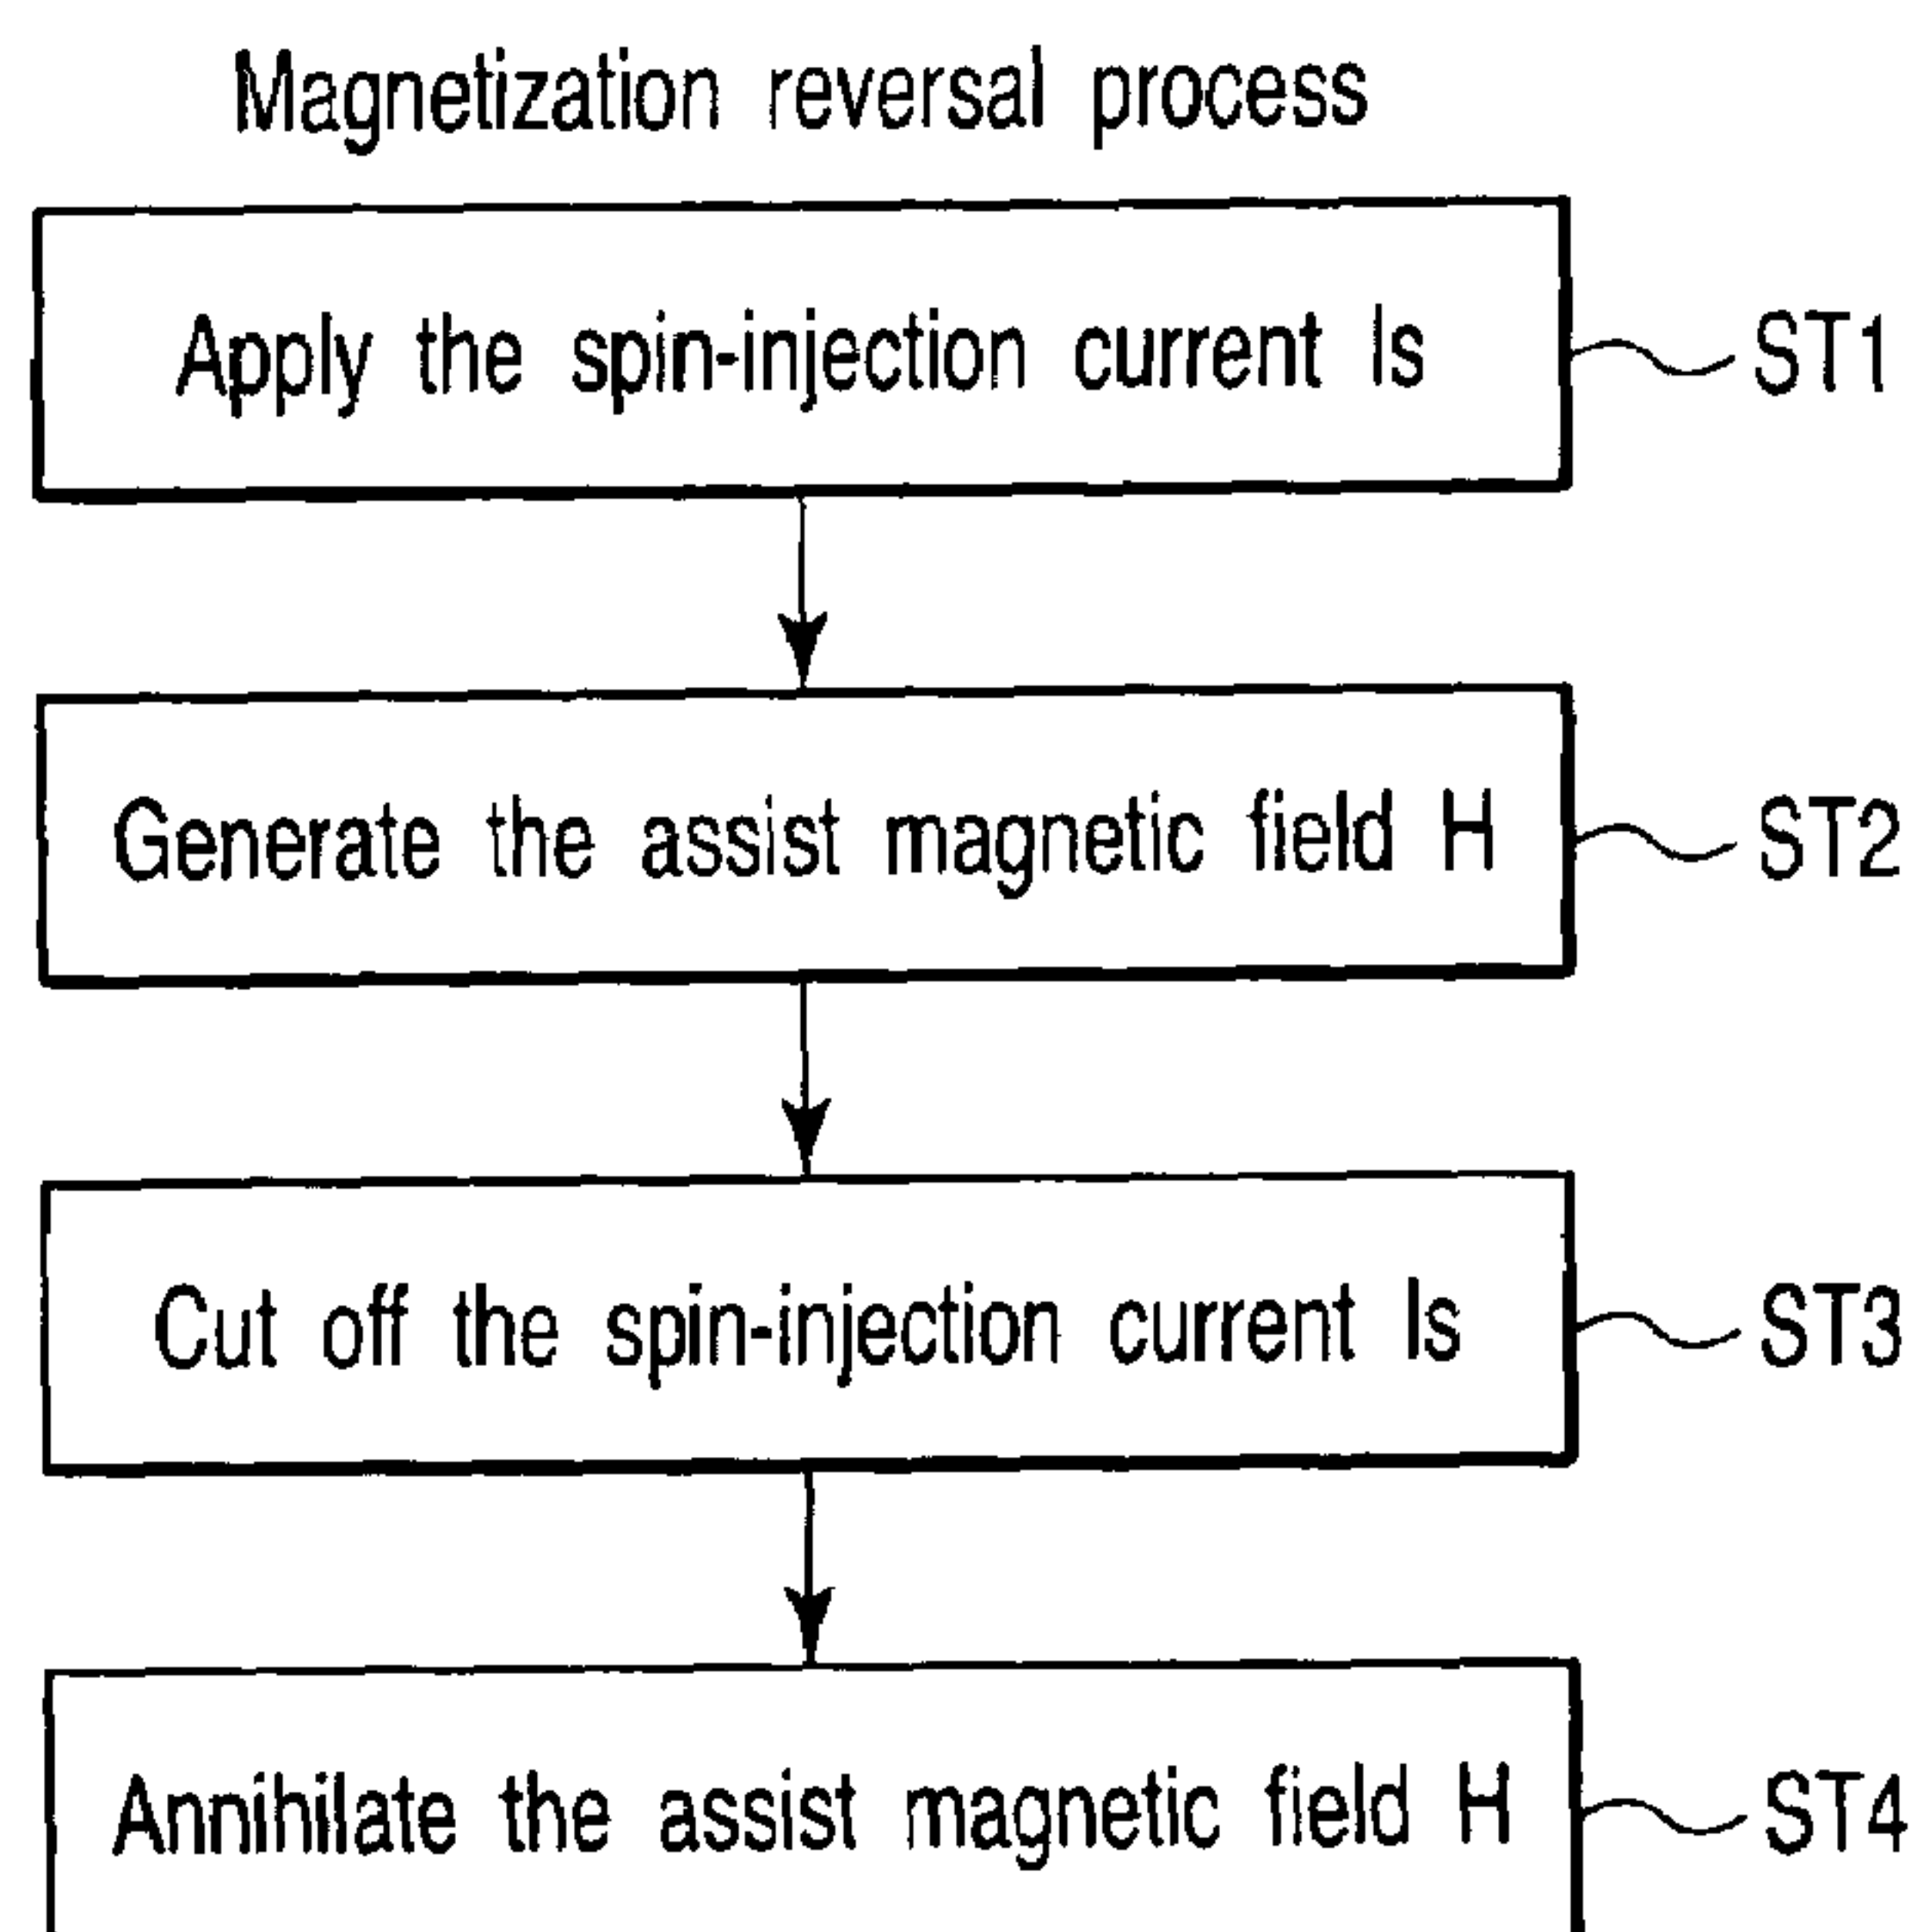 Magnetization reversal process
Apply the spin-injection current Is
ST1
Generate the assist magnetic field H
ST2
Cut off the spin-injection current Is
ST3
Annihilate the assist magnetic field H
ST4